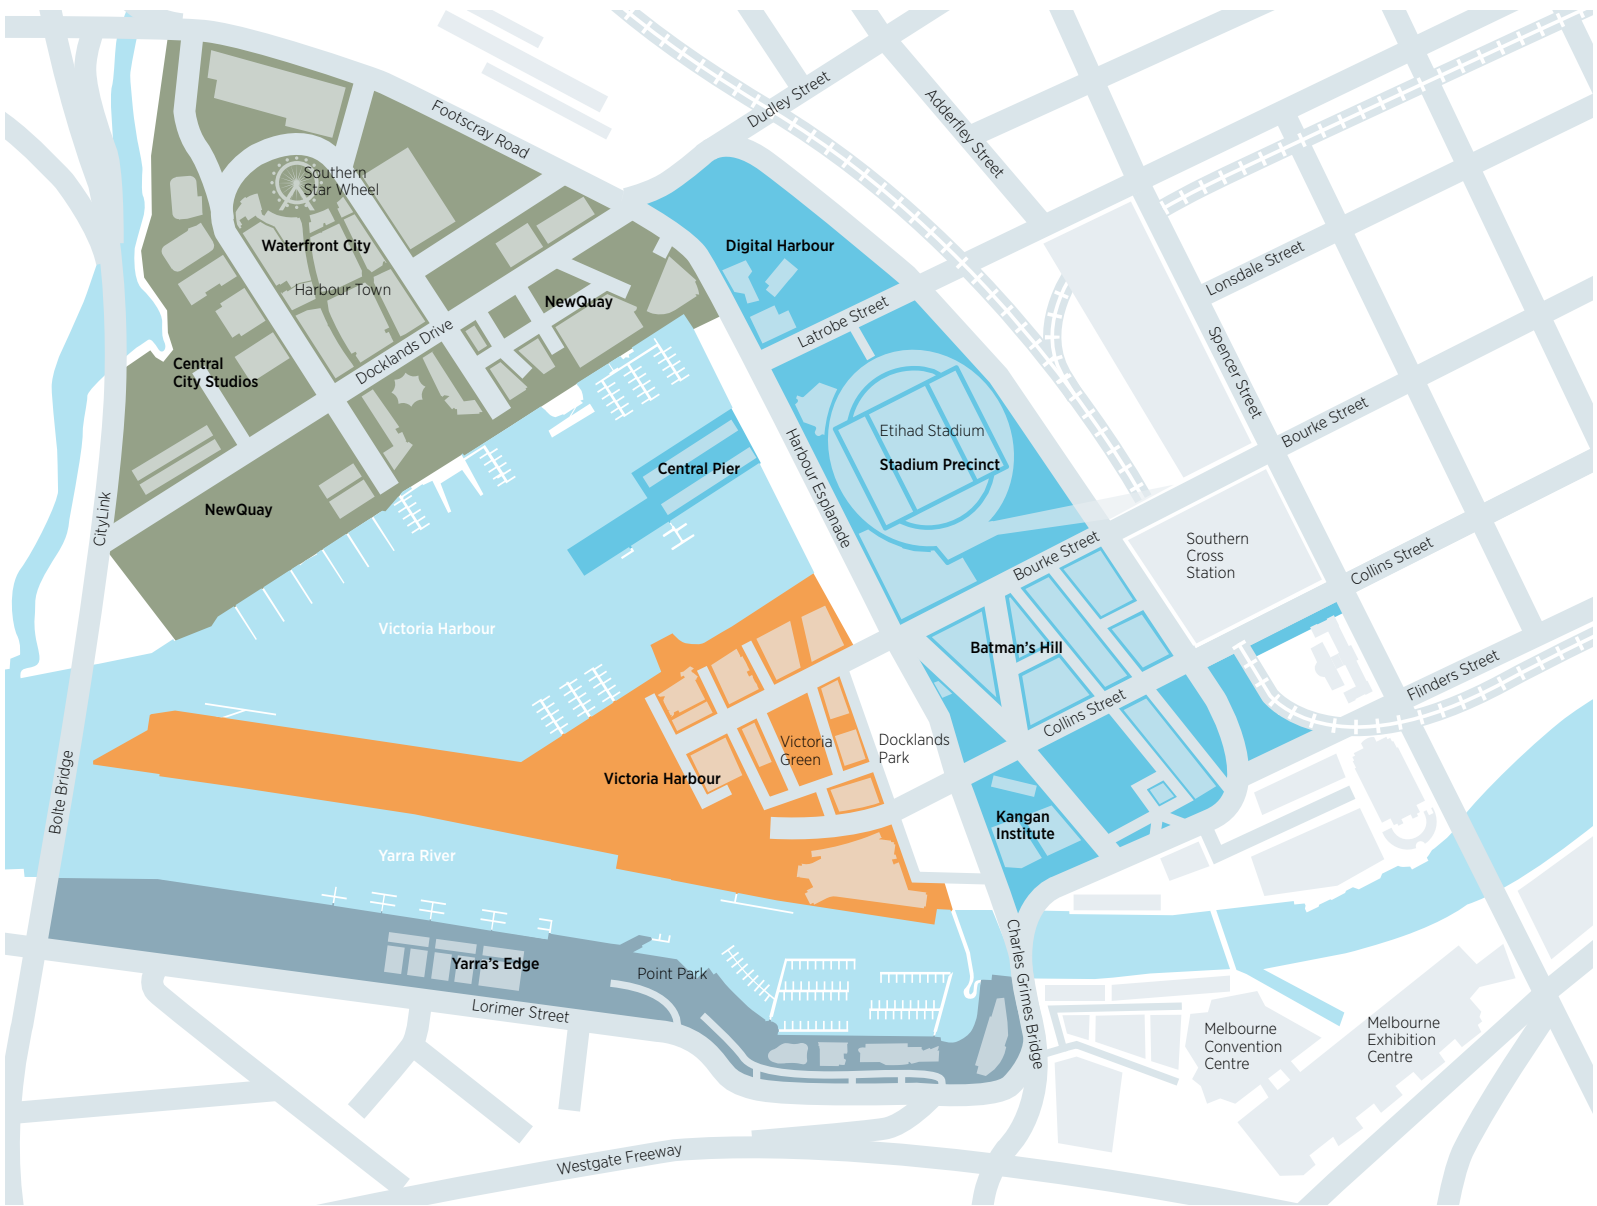 Footscray Road
Dudley Street
Adderfley Street
Southern
Star Wheel
Waterfront City
Harbour Town
NewQuay
Digital Harbour
Latrobe Street
Lonsdale Street
Spencer Street
Docklands Drive
Central
City Studios
Bourke Street
Etihad Stadium
Stadium Precinct
Central Pier
Harbour Esplanade
NewQuay
CityLink
Bourke Street
Southern
Cross
Station
Collins Street
Victoria Harbour
Batman's Hill
Flinders Street
Collins Street
Victoria
Green
Docklands
Park
Victoria Harbour
Bolte Bridge
Kangan
Institute
Yarra River
Yarra's Edge
Point Park
Lorimer Street
Charles Grimes Bridge
Melbourne
Convention
Centre
Melbourne
Exhibition
Centre
Westgate Freeway